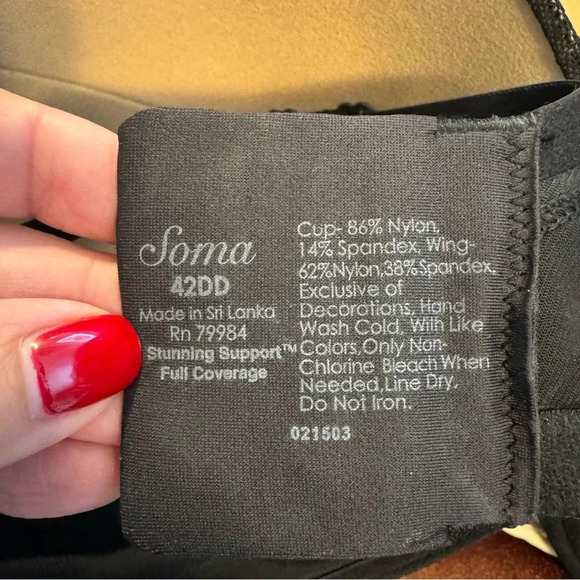 Soma
42DD
Made in Sri Lanka
Rn 79984
Stunning Support™
Full Coverage
Cup- 86% Nylon,
14% Spandex, Wing-
62%Nylon,38%Spandex,
Exclusive of
Decorations, Hand
Wash Cold, With Like
Colors,Only Non-
Chlorine Bleach When
Needed,Line Dry,
Do Not Iron.
021503